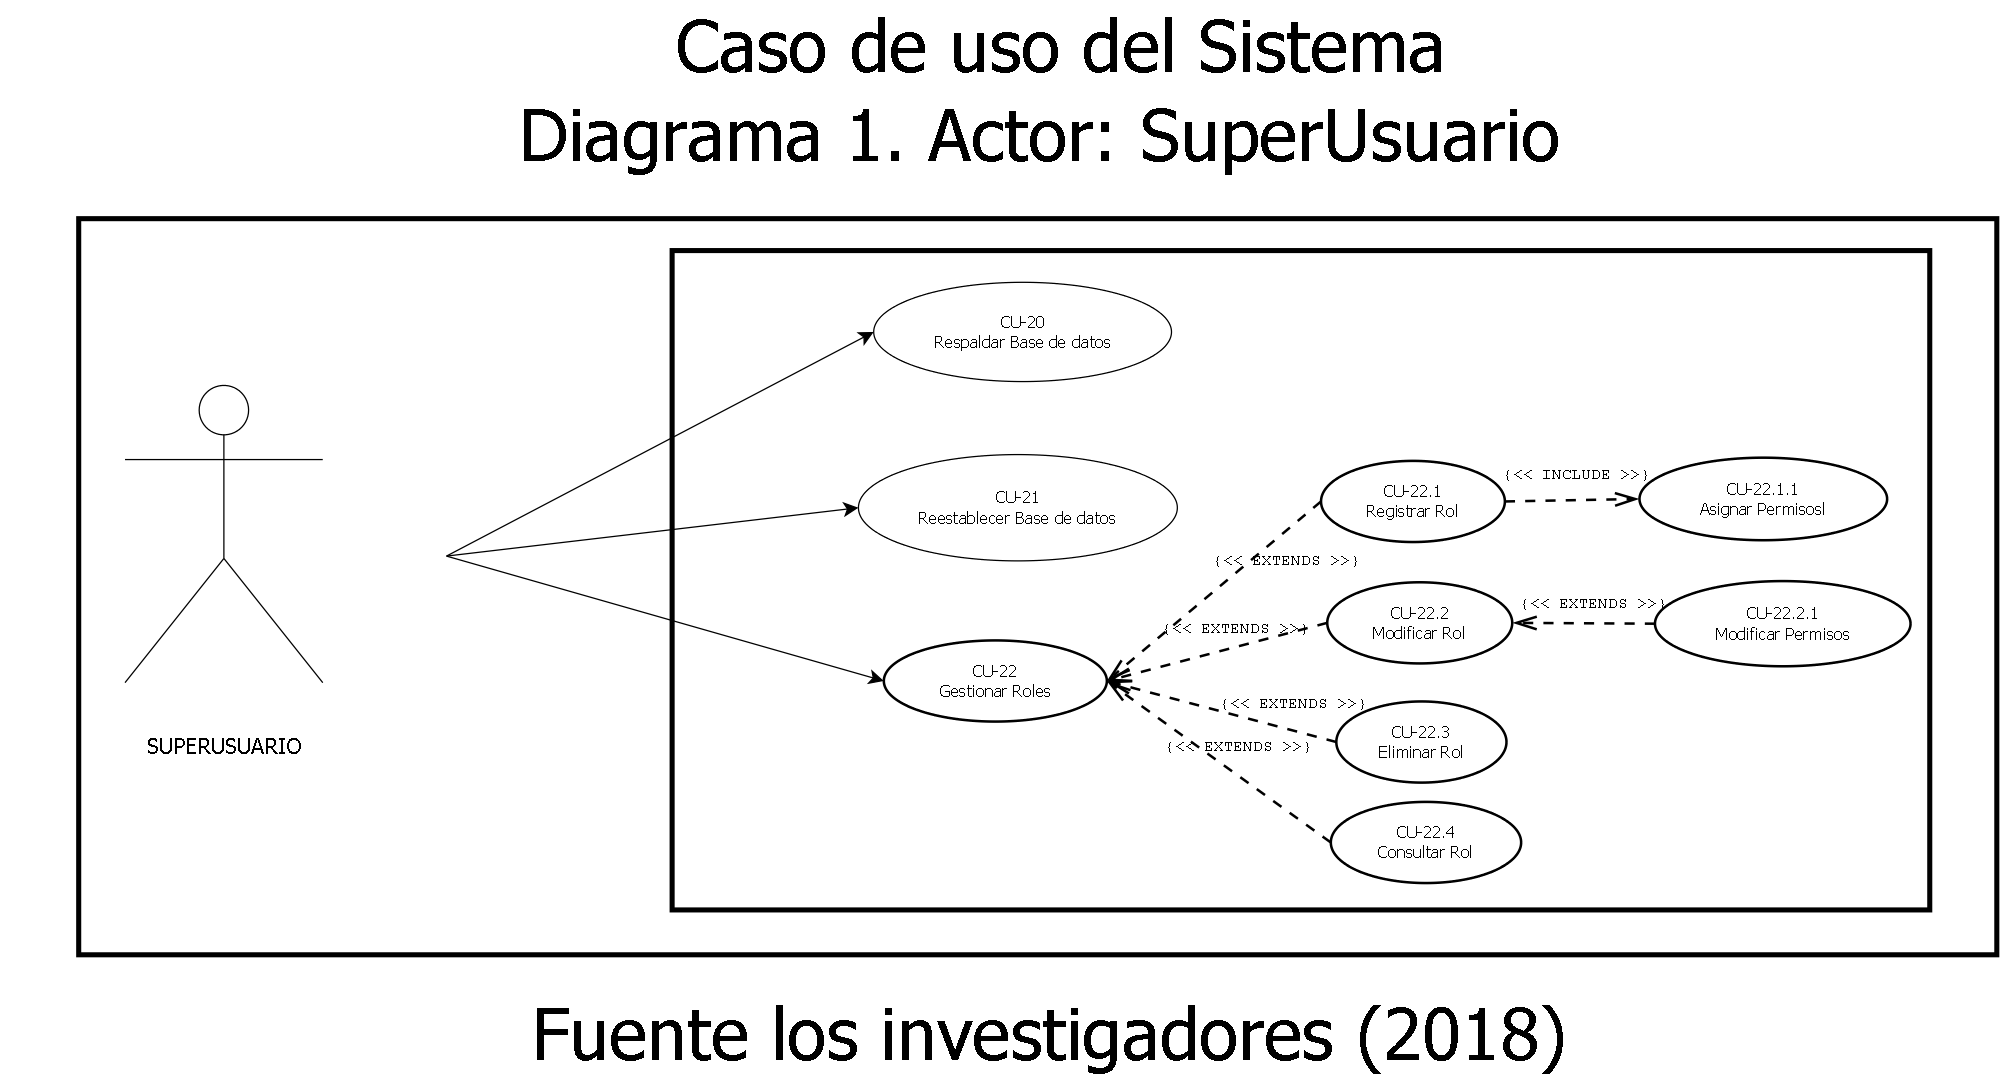 Caso de uso del Sistema
Diagrama 1. Actor: SuperUsuario
CU-20
Respaldar Base de datos
CU-21
Reestablecer Base de datos
CU-22.1
Registrar Rol
{<< INCLUDE >>}
CU-22.1.1
Asignar Permisosl
{<< EXTENDS >>}
CU-22.2
Modificar Rol
{<< EXTENDS >>}
CU-22.2.1
Modificar Permisos
{<< EXTENDS >>}
CU-22
Gestionar Roles
{<< EXTENDS >>}
CU-22.3
Eliminar Rol
{<< EXTENDS >>}
CU-22.4
Consultar Rol
SUPERUSUARIO
Fuente los investigadores (2018)